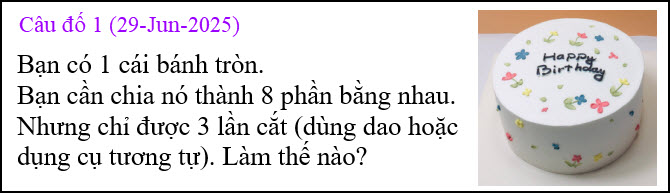 Câu đố 1 (29-Jun-2025)
Bạn có 1 cái bánh tròn.
Bạn cần chia nó thành 8 phần bằng nhau.
Nhưng chỉ được 3 lần cắt (dùng dao hoặc
dụng cụ tương tự). Làm thế nào?
Happy
Birthday